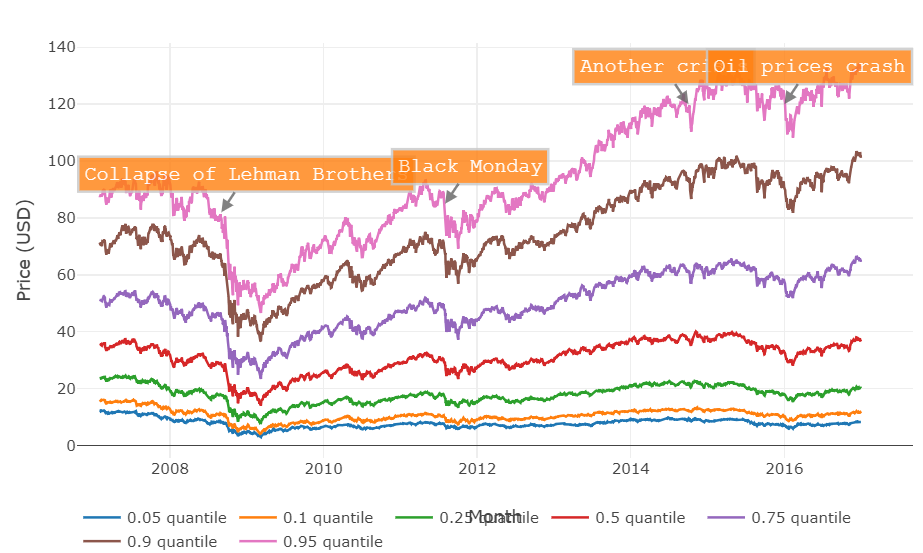 140
120
100
80
60
40
20
0
Price (USD)
Another cri
Oil prices crash
Collapse of Lehman Brothers
Black Monday
2008
2010
2012
2014
2016
Month
0.05 quantile
0.1 quantile
0.25 quantile
0.5 quantile
0.75 quantile
0.9 quantile
0.95 quantile